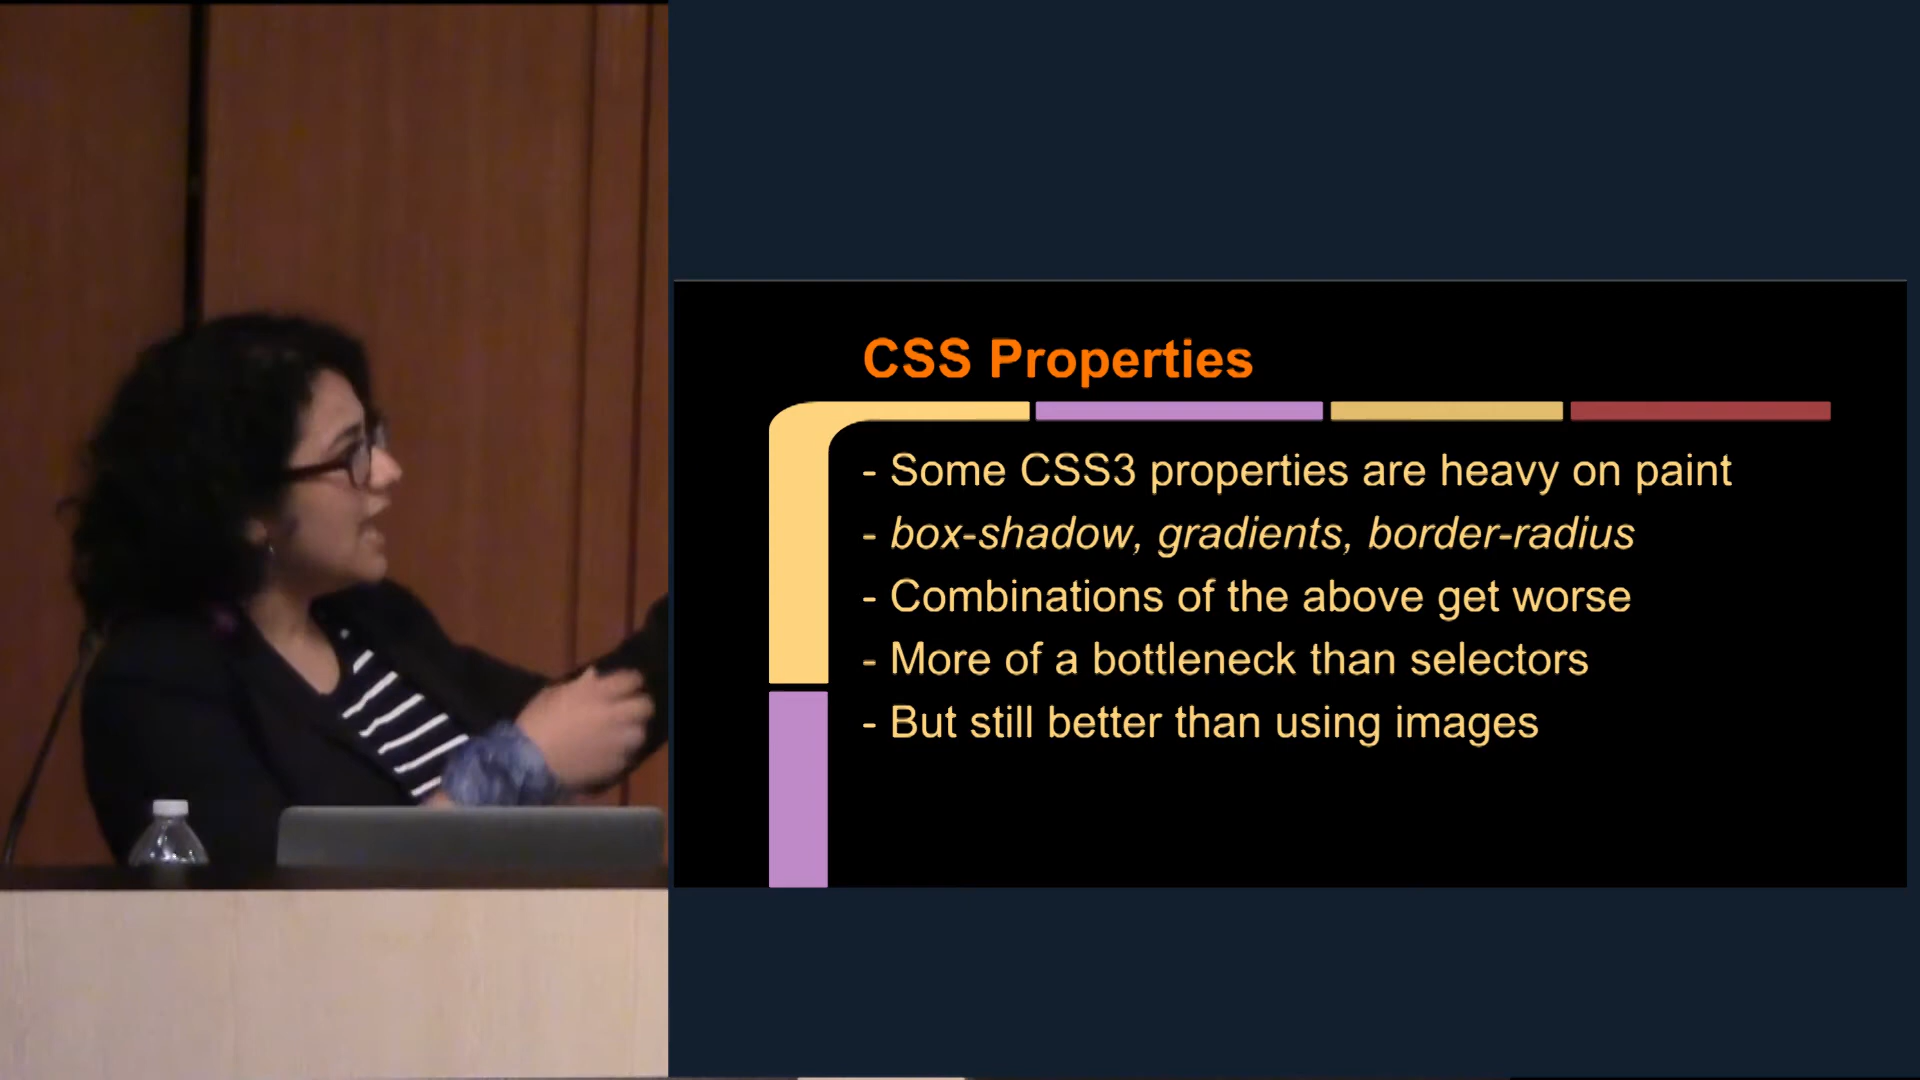 CSS Properties
- Some CSS3 properties are heavy on paint
- box-shadow, gradients, border-radius
- Combinations of the above get worse
- More of a bottleneck than selectors
- But still better than using images